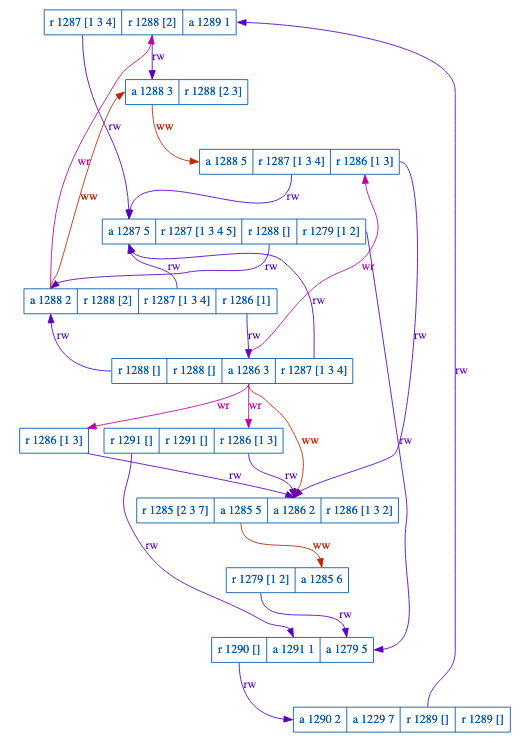 r 1287 [1 3 4] r 1288 [2] a 1289 1
rw
a 1288 3 r 1288 [2 3]
rw ww
a 1288 5 r 1287 [1 3 4] r 1286 [1 3]
wr
ww rw
a 1287 5 r 1287 [1 3 4 5] r 1288 [] r 1279 [1 2]
rw rw wr
a 1288 2 r 1288 [2] r 1287 [1 3 4] r 1286 [1]
rw
rw rw
r 1288 [] r 1288 [] a 1286 3 r 1287 [1 3 4]
rw
wr wr
r 1286 [1 3] r 1291 [] r 1291 [] r 1286 [1 3]
ww rw rw
rw rw
r 1285 [2 3 7] a 1285 5 a 1286 2 r 1286 [1 3 2]
rw ww
r 1279 [1 2] a 1285 6
rw
r 1290 [] a 1291 1 a 1279 5
rw
a 1290 2 a 1229 7 r 1289 [] r 1289 []